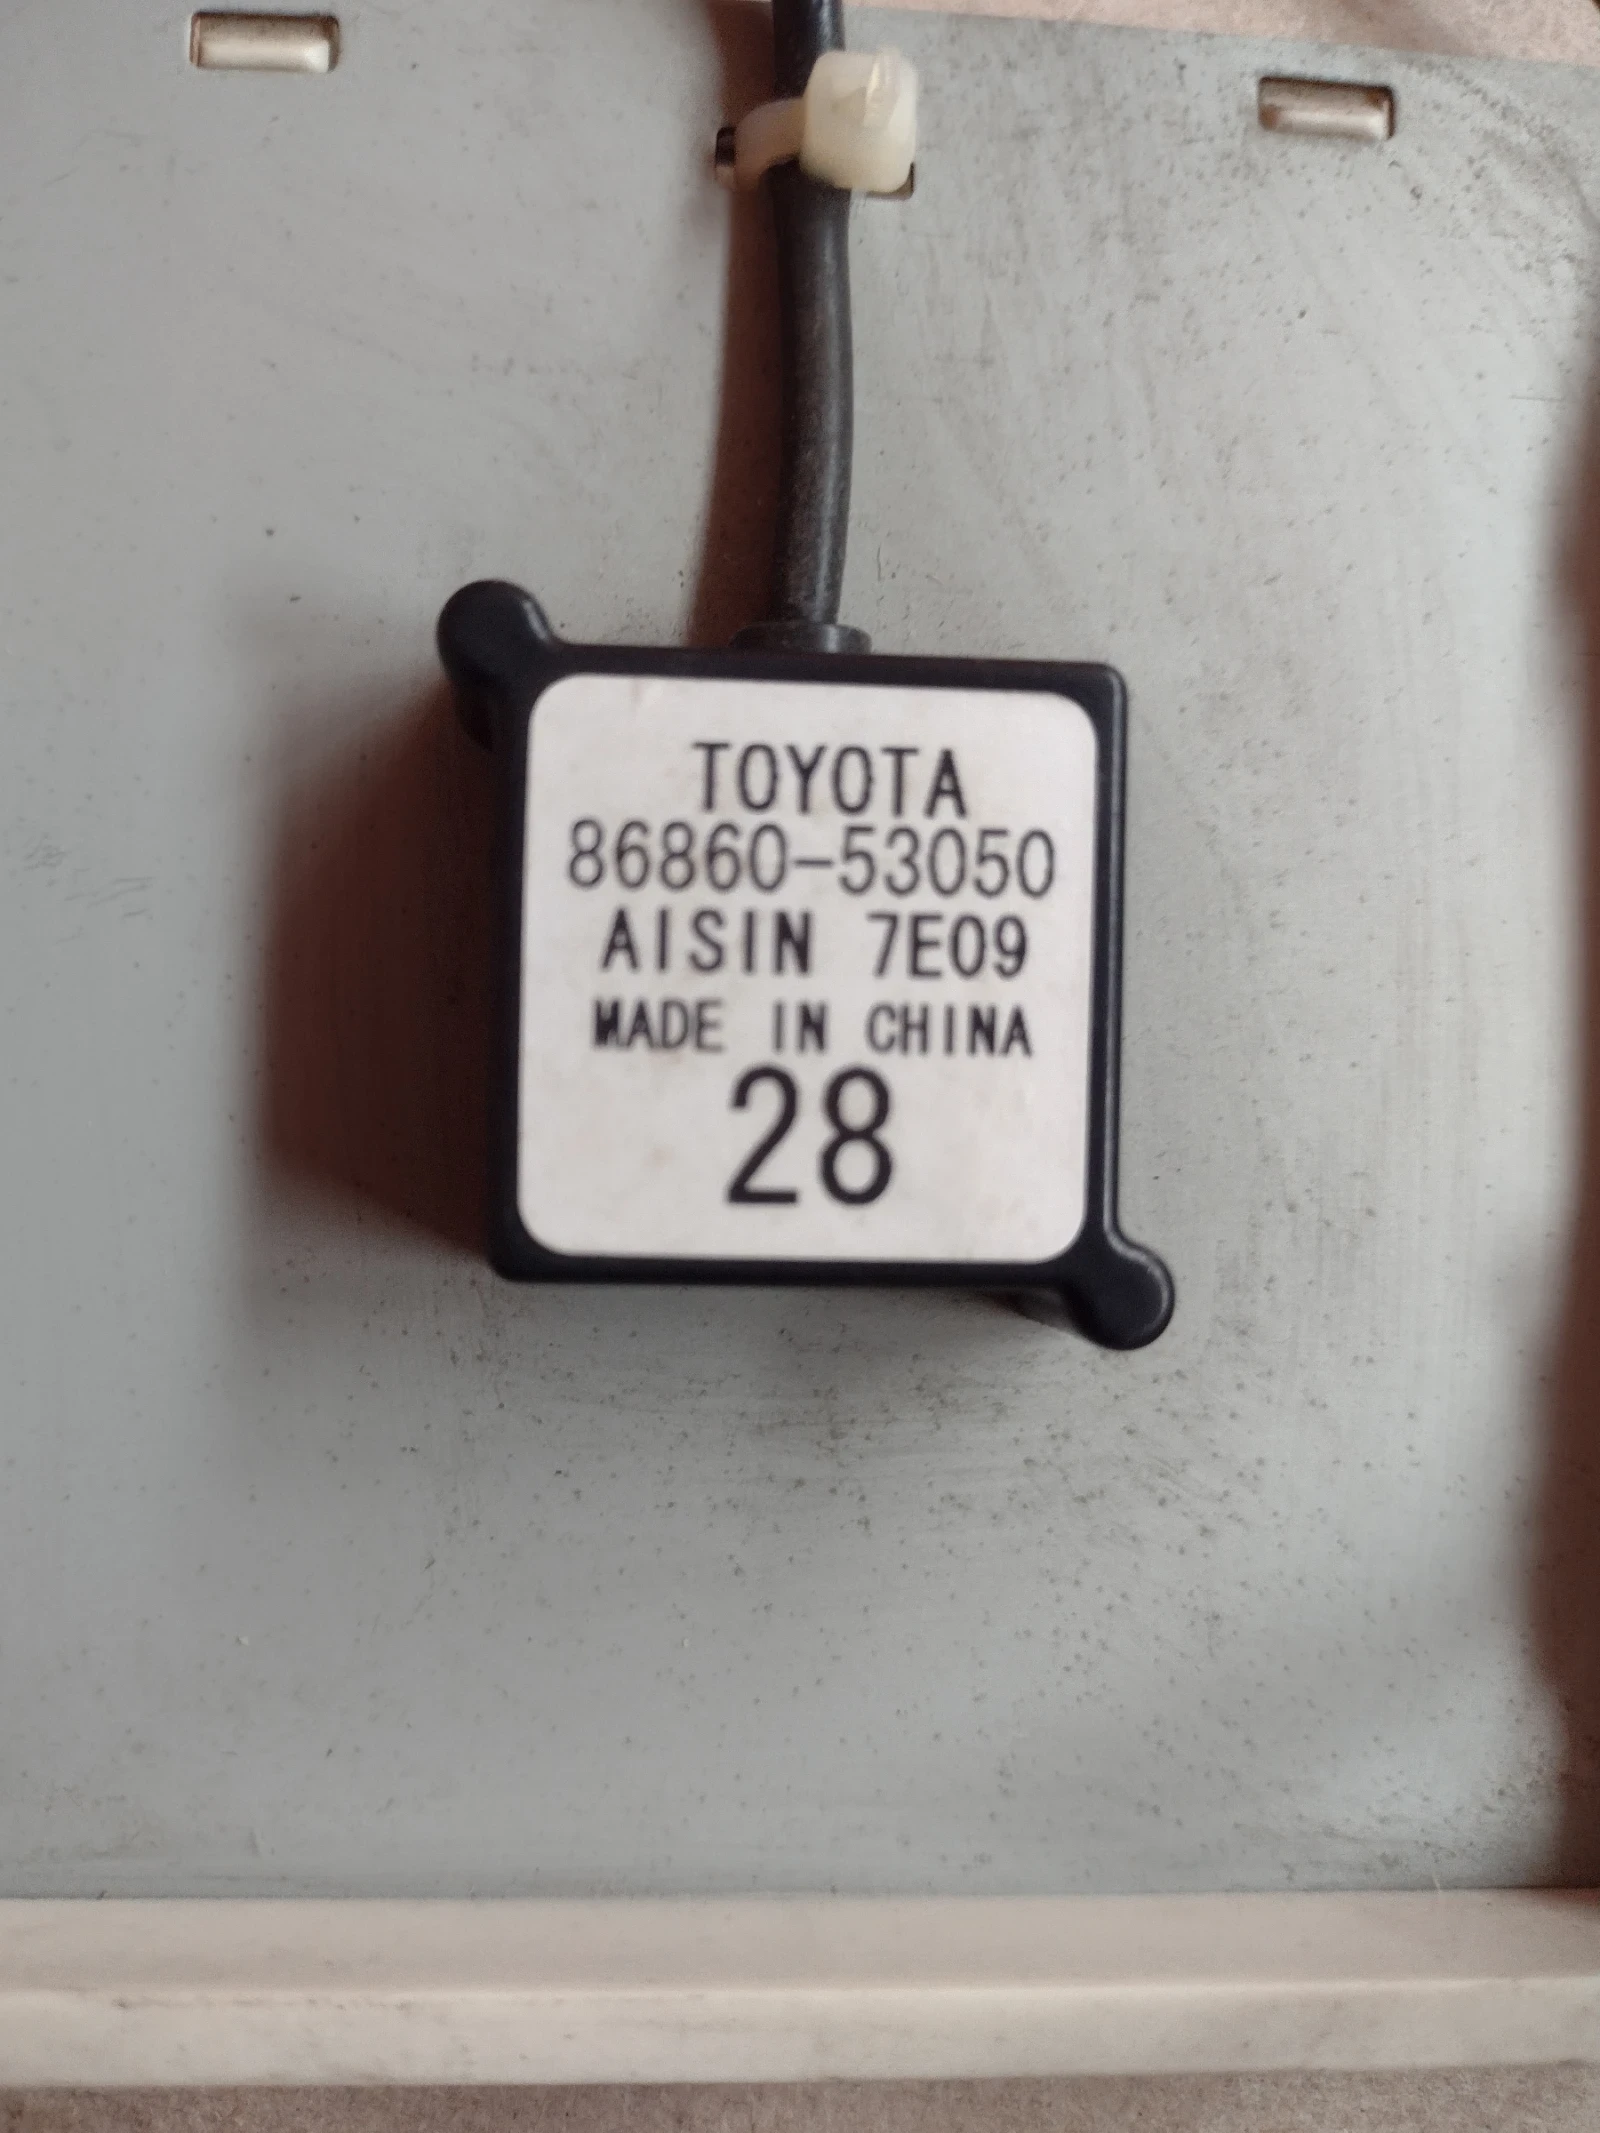 TOYOTA
86860-53050
AISIN 7E09
MADE IN CHINA
28